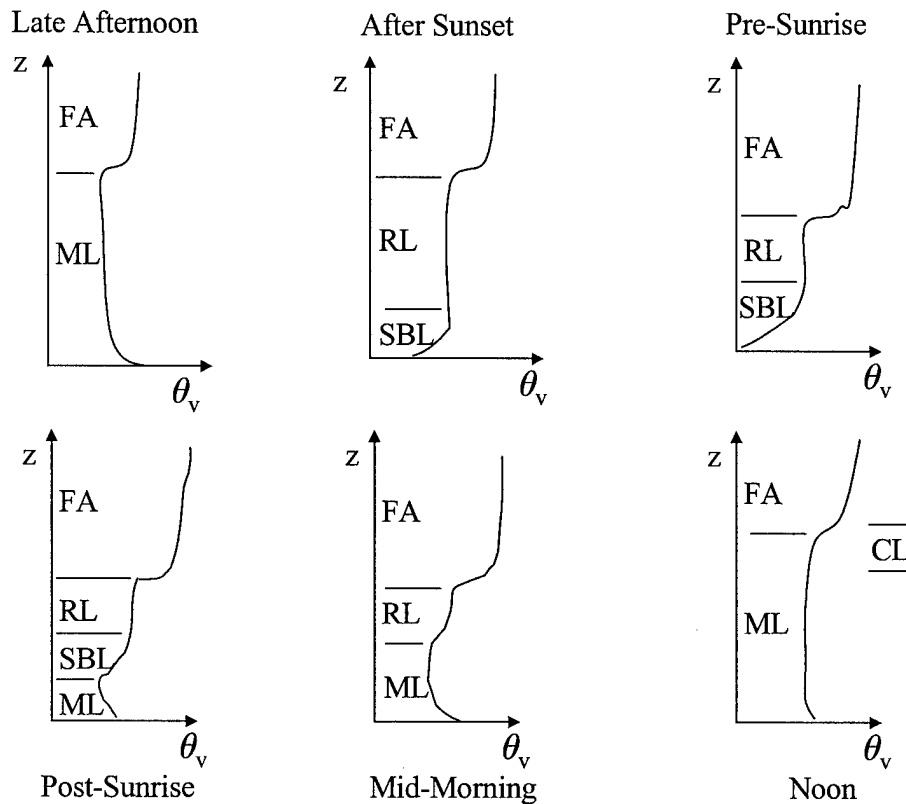 Late Afternoon
z
FA
ML
θv
After Sunset
z
FA
RL
SBL
θv
Pre-Sunrise
z
FA
RL
SBL
θv
z
FA
RL
SBL
ML
θv
Post-Sunrise
z
FA
RL
ML
θv
Mid-Morning
z
FA
ML
CL
θv
Noon